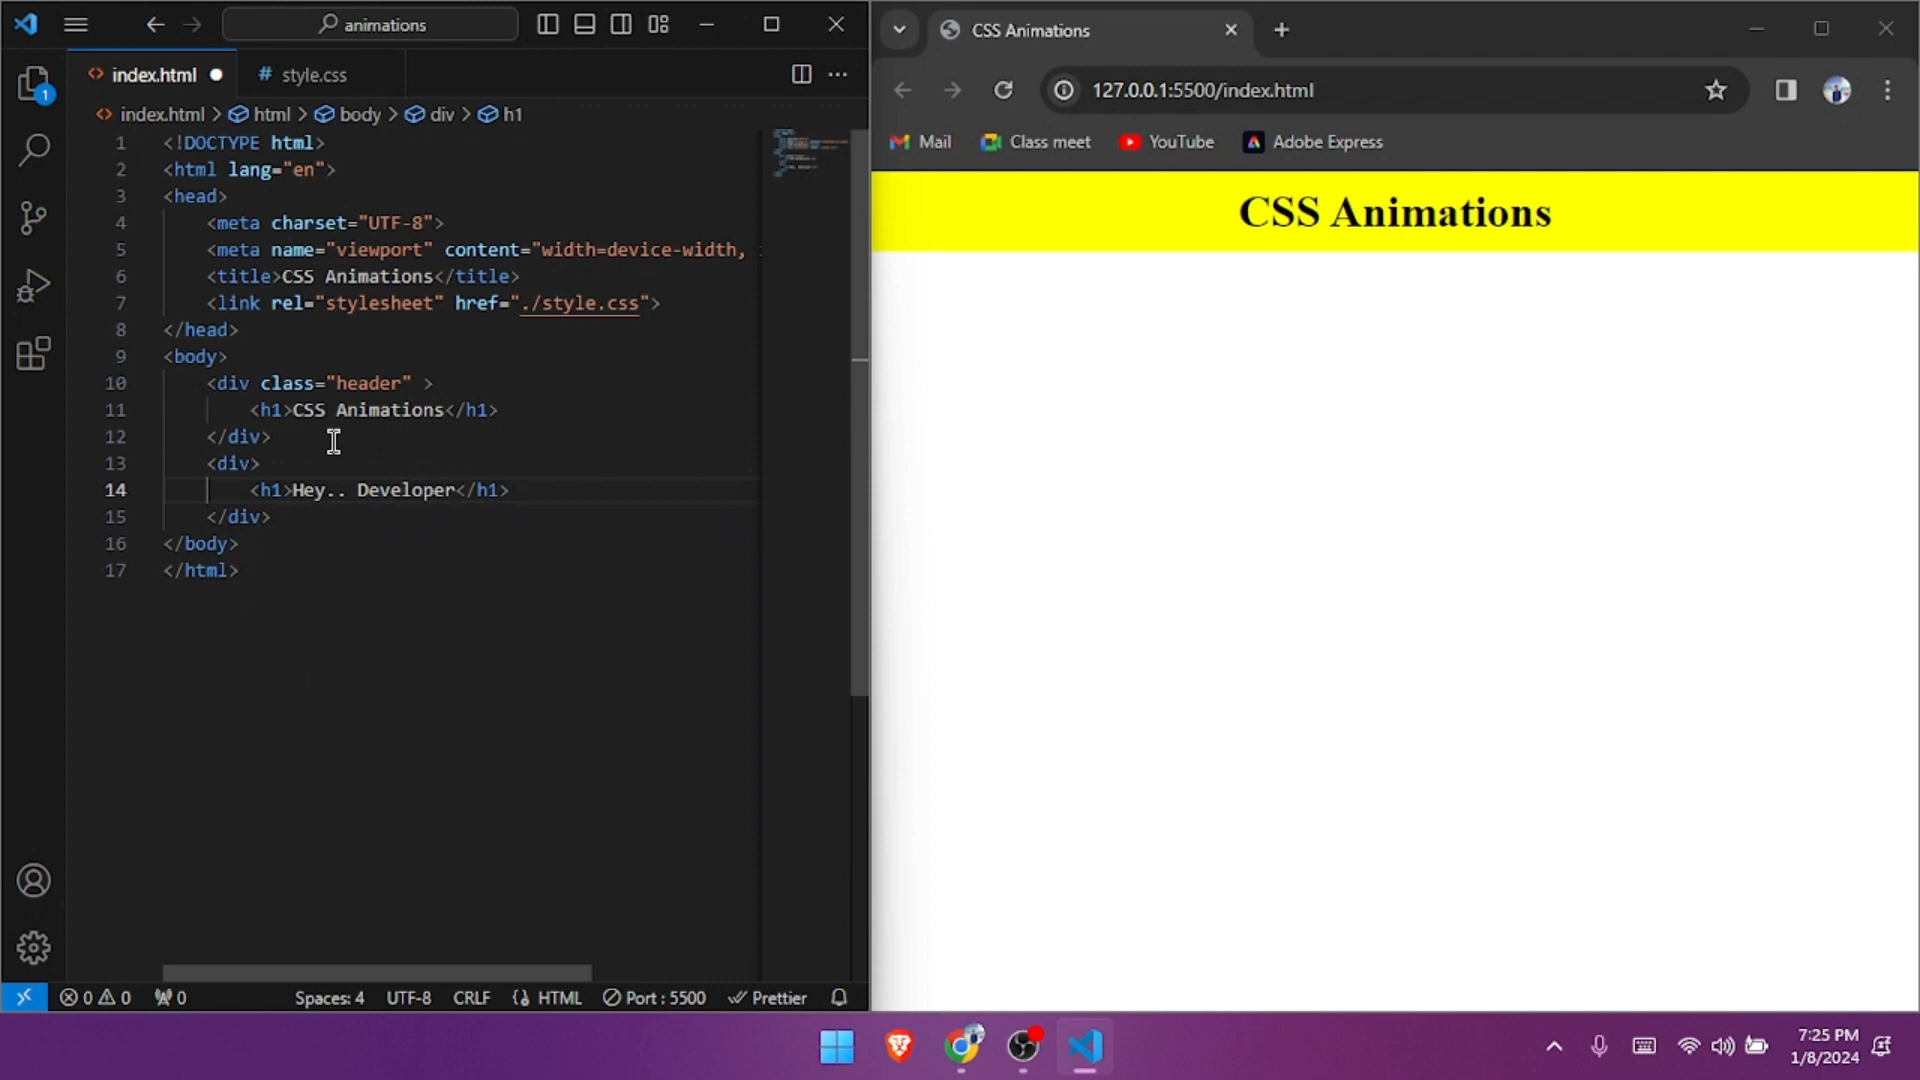 animations
index.html
# style.css
index.html > html > body > div > h1
1 <!DOCTYPE html>
2 <html lang="en">
3 <head>
4 <meta charset="UTF-8">
5 <meta name="viewport" content="width=device-width,
6 <title>CSS Animations</title>
7 <link rel="stylesheet" href="./style.css">
8 </head>
9 <body>
10 <div class="header" >
11 <h1>CSS Animations</h1>
12 </div>
13 <div>
14 <h1>Hey.. Developer</h1>
15 </div>
16 </body>
17 </html>
1
0 0 0
Spaces: 4
UTF-8
CRLF
HTML
Port : 5500
Prettier
CSS Animations
127.0.0.1:5500/index.html
Mail
Class meet
YouTube
Adobe Express
CSS Animations
7:25 PM
1/8/2024